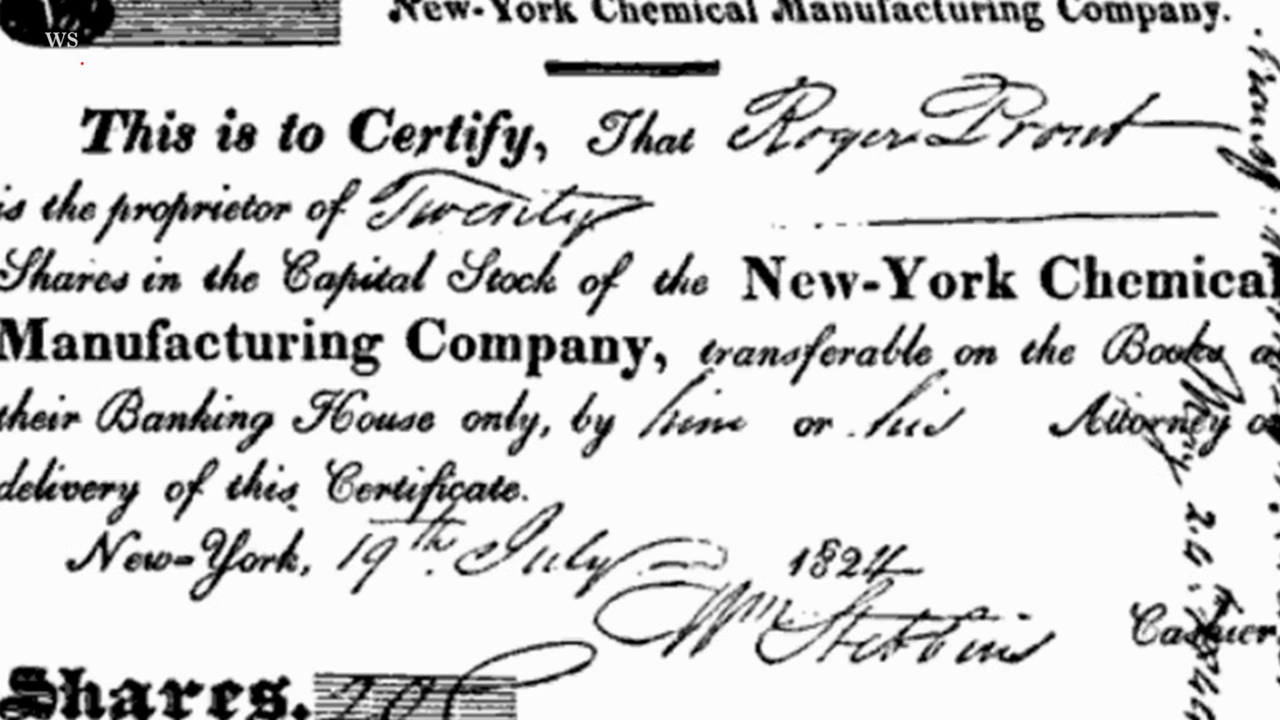 WS
New-York Chemical Manufacturing Company.
This is to Certify, That Roger Prout
is the proprietor of Twenty
Shares in the Capital Stock of the New-York Chemical
Manufacturing Company, transferable on the Books
their Banking House only, by him or his Attorney
delivery of this Certificate.
New-York, 19th July 1824
Wm Stebbins Cashier
Shares. 20